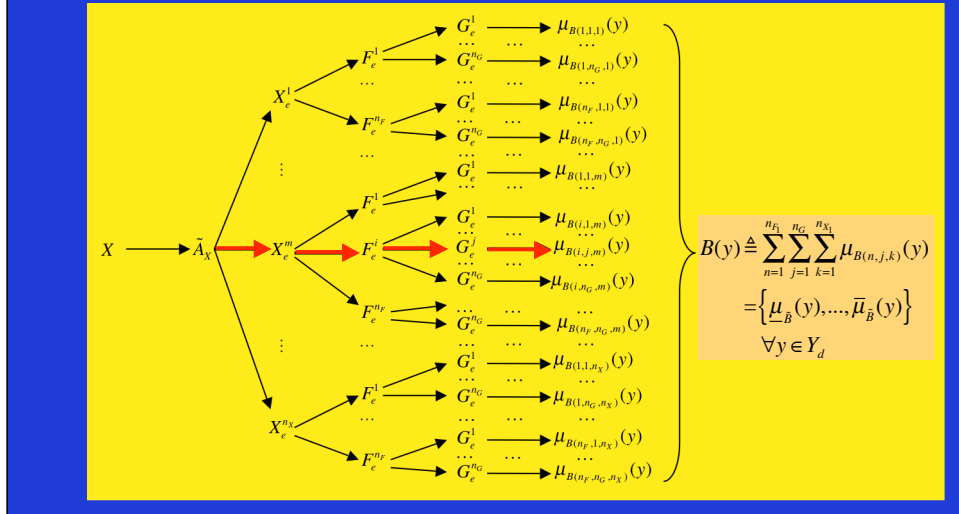 G_e^1 μ_{B(1,1,1)}(y)
... ... ...
F_e^1 G_e^{n_G} μ_{B(1,n_G,1)}(y)
... ... ... ...
X_e^1 G_e^1 μ_{B(n_F,1,1)}(y)
... ... ...
F_e^{n_F} G_e^{n_G} μ_{B(n_F,n_G,1)}(y)
⋮ ... ... ... ...
F_e^1 G_e^1 μ_{B(1,1,m)}(y)
... ... ...
G_e^1 μ_{B(i,1,m)}(y)
X Ã_X X_e^m F_e^i G_e^j μ_{B(i,j,m)}(y)
G_e^{n_G} μ_{B(i,n_G,m)}(y)
F_e^{n_F} ... ... ...
G_e^{n_G} μ_{B(n_F,n_G,m)}(y)
⋮ ... ... ... ...
G_e^1 μ_{B(1,1,n_X)}(y)
... ... ...
F_e^1 G_e^{n_G} μ_{B(1,n_G,n_X)}(y)
... ... ... ...
X_e^{n_X} G_e^1 μ_{B(n_F,1,n_X)}(y)
... ... ...
F_e^{n_F} G_e^{n_G} μ_{B(n_F,n_G,n_X)}(y)
B(y) ≜ ∑_{n=1}^{n_{F_1}} ∑_{j=1}^{n_G} ∑_{k=1}^{n_{X_1}} μ_{B(n,j,k)}(y)
= {μ̲_{B̃}(y),..., μ̅_{B̃}(y)}
∀y ∈ Y_d